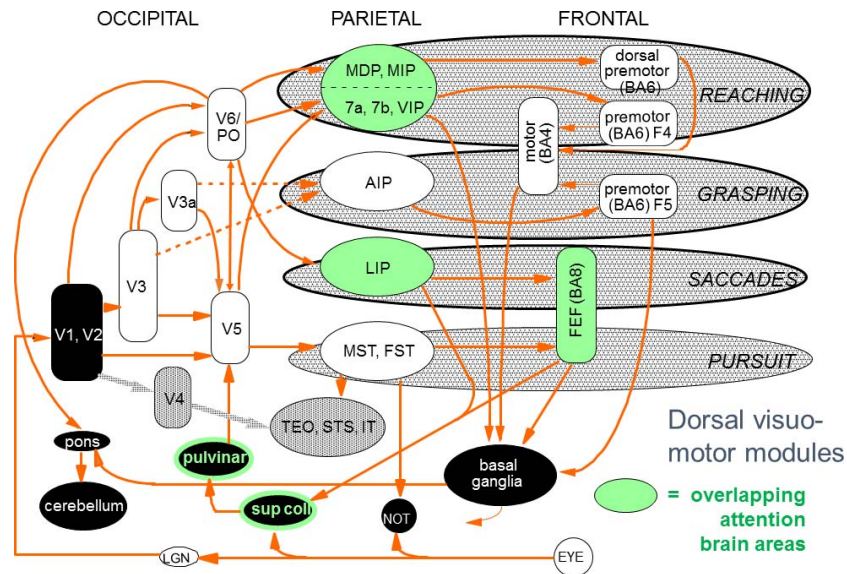 OCCIPITAL
PARIETAL
FRONTAL
MDP, MIP
7a, 7b, VIP
dorsal
premotor
(BA6)
REACHING
V6/
PO
premotor
(BA6) F4
motor
(BA4)
AIP
V3a
premotor
(BA6) F5
GRASPING
V3
LIP
FEF (BA8)
SACCADES
V1, V2
V5
MST, FST
PURSUIT
V4
TEO, STS, IT
Dorsal visuo-
motor modules
pons
pulvinar
basal
ganglia
cerebellum
sup coll
NOT
= overlapping
attention
brain areas
LGN
EYE